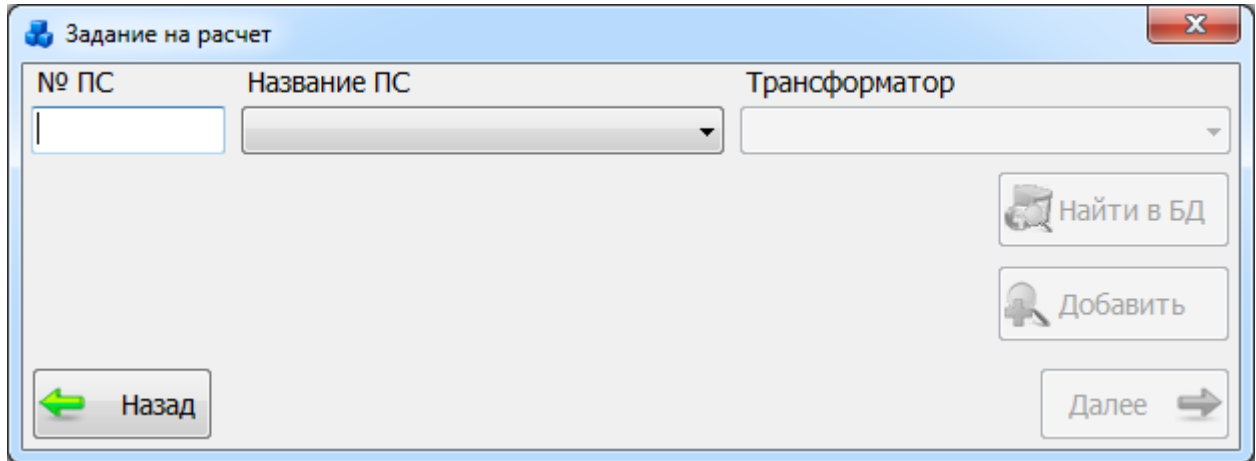 Задание на расчет
№ ПС Название ПС Трансформатор
Найти в БД
Добавить
Назад Далее